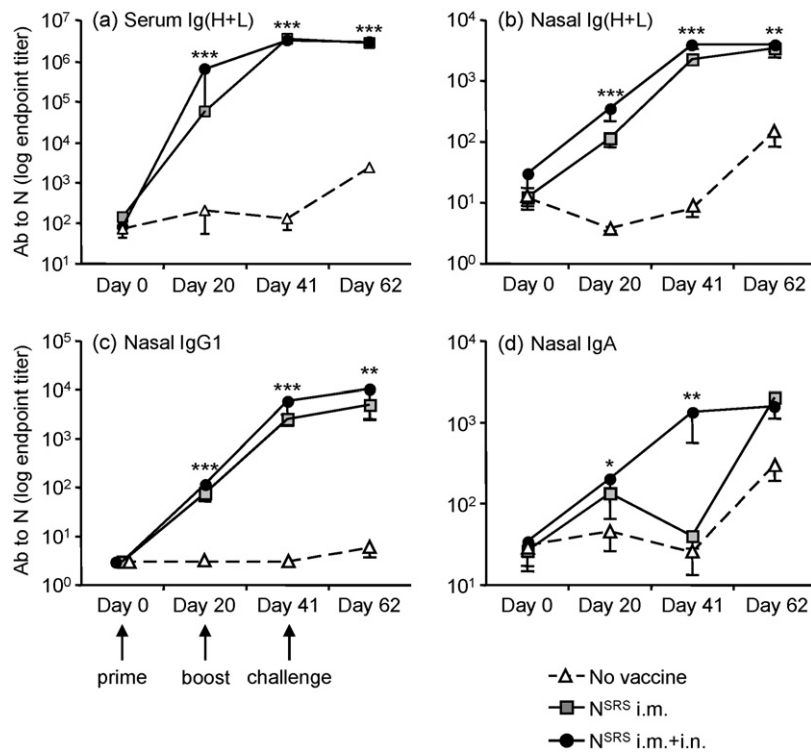 (a) Serum Ig(H+L)
Ab to N (log endpoint titer)
10⁷
10⁶
10⁵
10⁴
10³
10²
10¹
***
***
***
Day 0 Day 20 Day 41 Day 62
(b) Nasal Ig(H+L)
10⁴
10³
10²
10¹
10⁰
***
***
**
Day 0 Day 20 Day 41 Day 62
(c) Nasal IgG1
Ab to N (log endpoint titer)
10⁵
10⁴
10³
10²
10¹
10⁰
***
***
**
Day 0 Day 20 Day 41 Day 62
prime boost challenge
(d) Nasal IgA
10⁴
10³
10²
10¹
*
**
Day 0 Day 20 Day 41 Day 62
No vaccine
Nˢᴿˢ i.m.
Nˢᴿˢ i.m.+i.n.